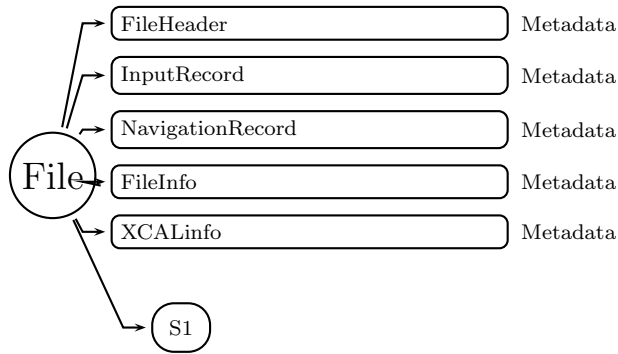 FileHeader Metadata
InputRecord Metadata
NavigationRecord Metadata
File
FileInfo Metadata
XCALinfo Metadata
S1